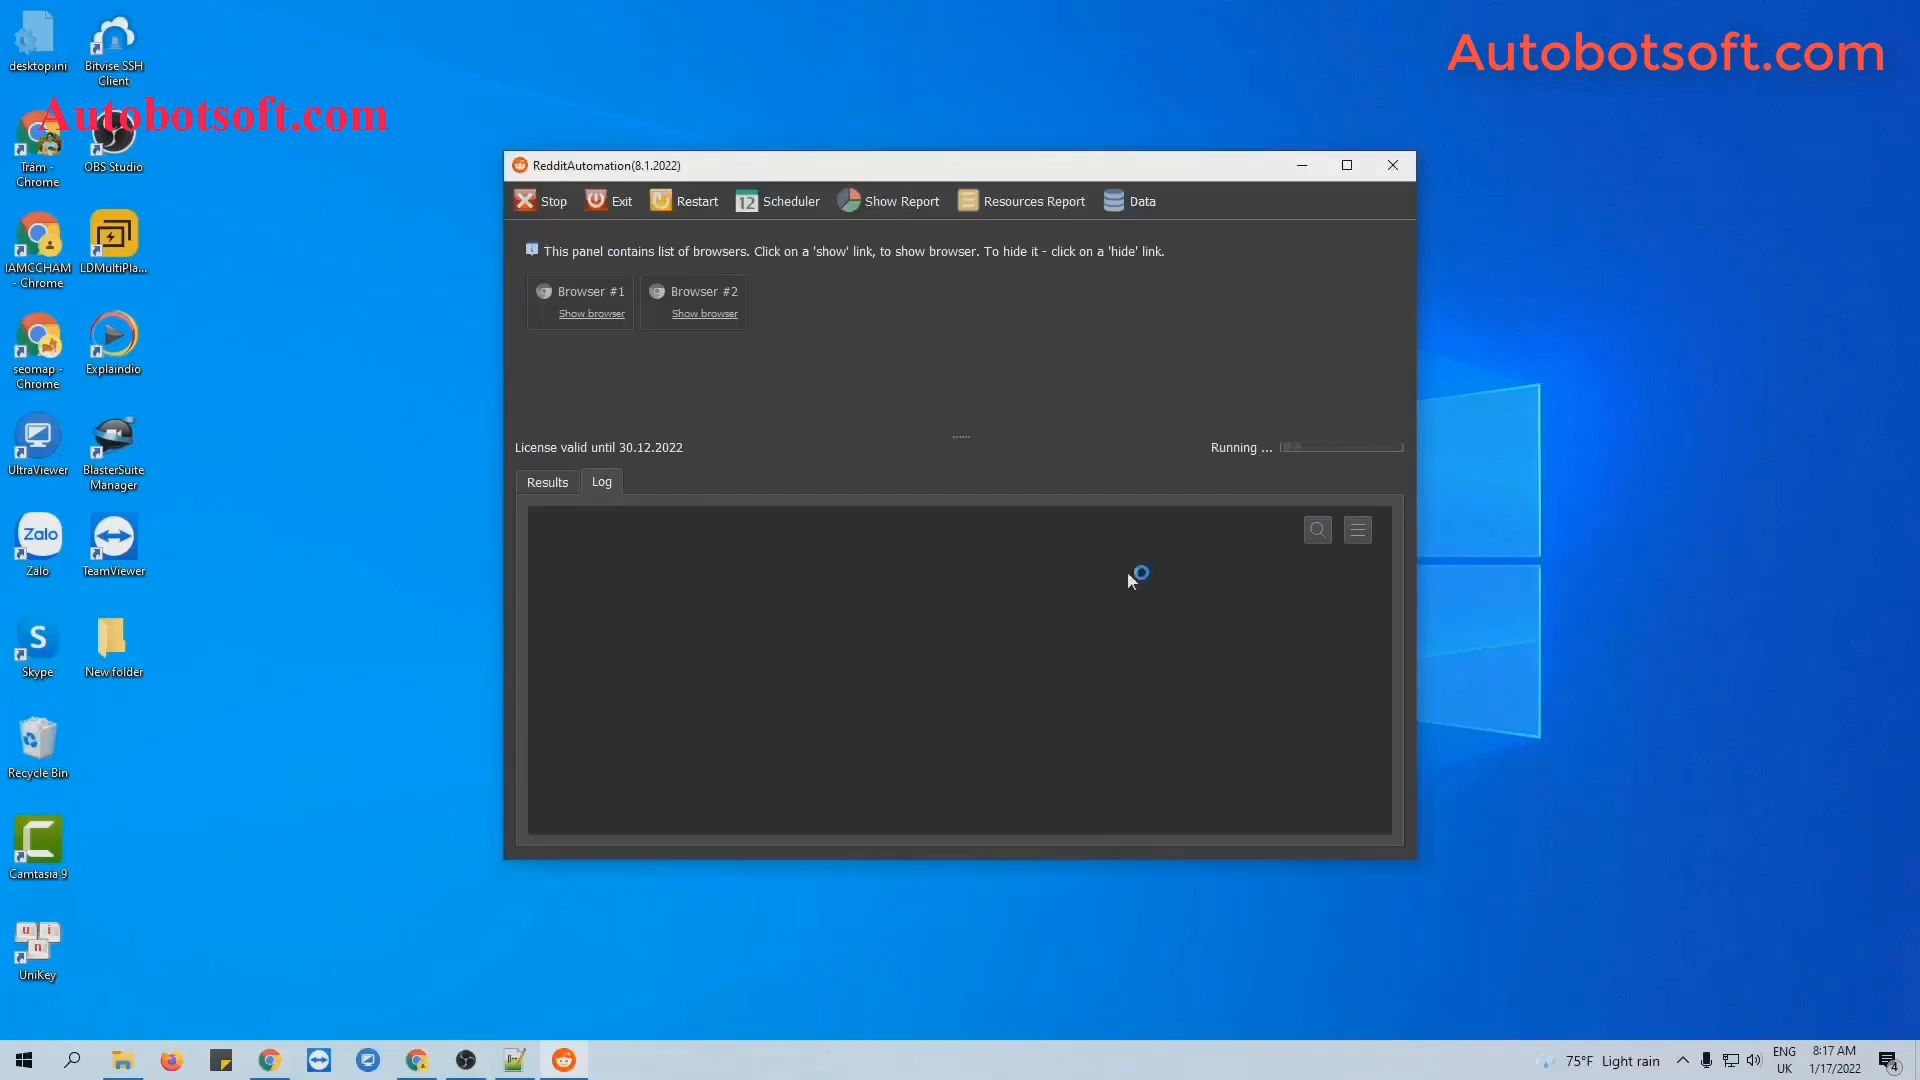 Autobotsoft.com
Autobotsoft.com
desktop.ini
Bitvise SSH
Client
Trâm -
Chrome
OBS Studio
IAMCCHAM
- Chrome
LDMultiPla...
seomap -
Chrome
Explaindio
UltraViewer
BlasterSuite
Manager
Zalo
Zalo
TeamViewer
S
Skype
New folder
Recycle Bin
Camtasia 9
u i
n
UniKey
RedditAutomation(8.1.2022)
Stop Exit Restart 12 Scheduler Show Report Resources Report Data
This panel contains list of browsers. Click on a 'show' link, to show browser. To hide it - click on a 'hide' link.
Browser #1
Show browser
Browser #2
Show browser
License valid until 30.12.2022
Running ...
Results Log
75°F Light rain
ENG
UK
8:17 AM
1/17/2022
4